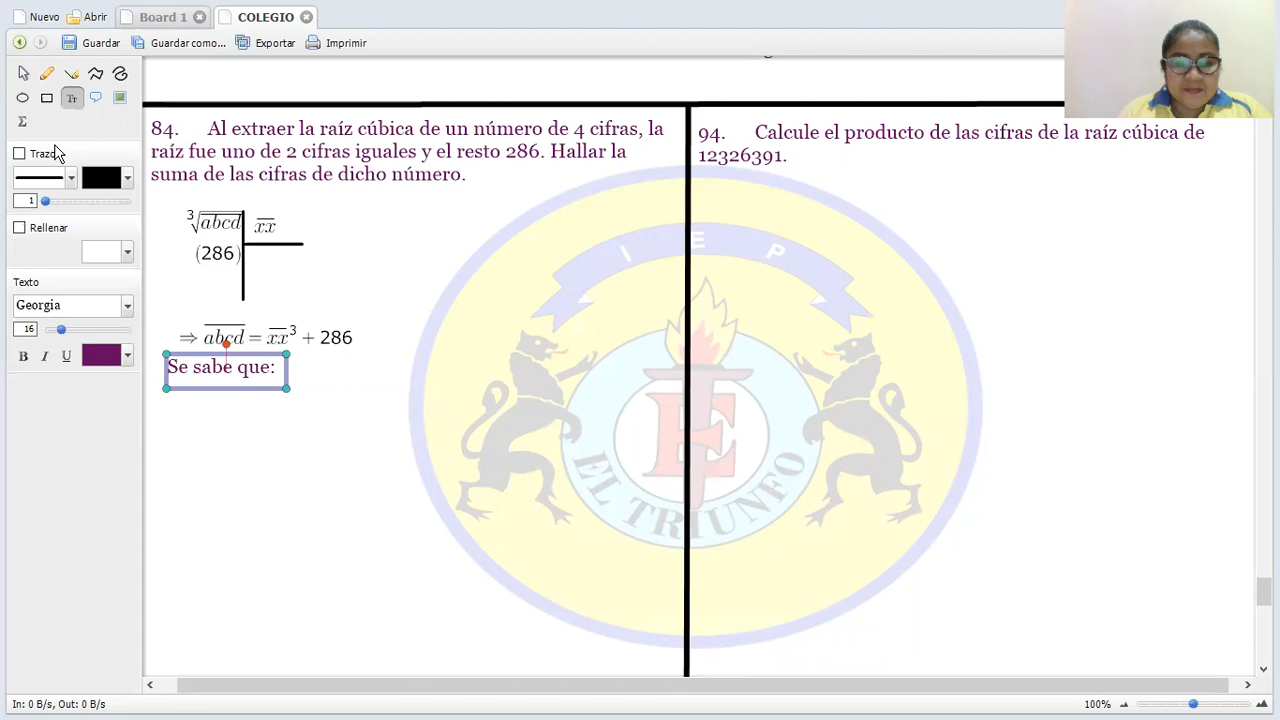 Nuevo Abrir Board 1 COLEGIO
Guardar Guardar como... Exportar Imprimir
Trazo
1
Rellenar
Texto
Georgia
16
B I U
84. Al extraer la raíz cúbica de un número de 4 cifras, la
raíz fue uno de 2 cifras iguales y el resto 286. Hallar la
suma de las cifras de dicho número.
∛abcd xx
(286)
⇒ abcd = xx³ + 286
Se sabe que:
94. Calcule el producto de las cifras de la raíz cúbica de
12326391.
I E P
E
EL TRIUNFO
In: 0 B/s, Out: 0 B/s
100%